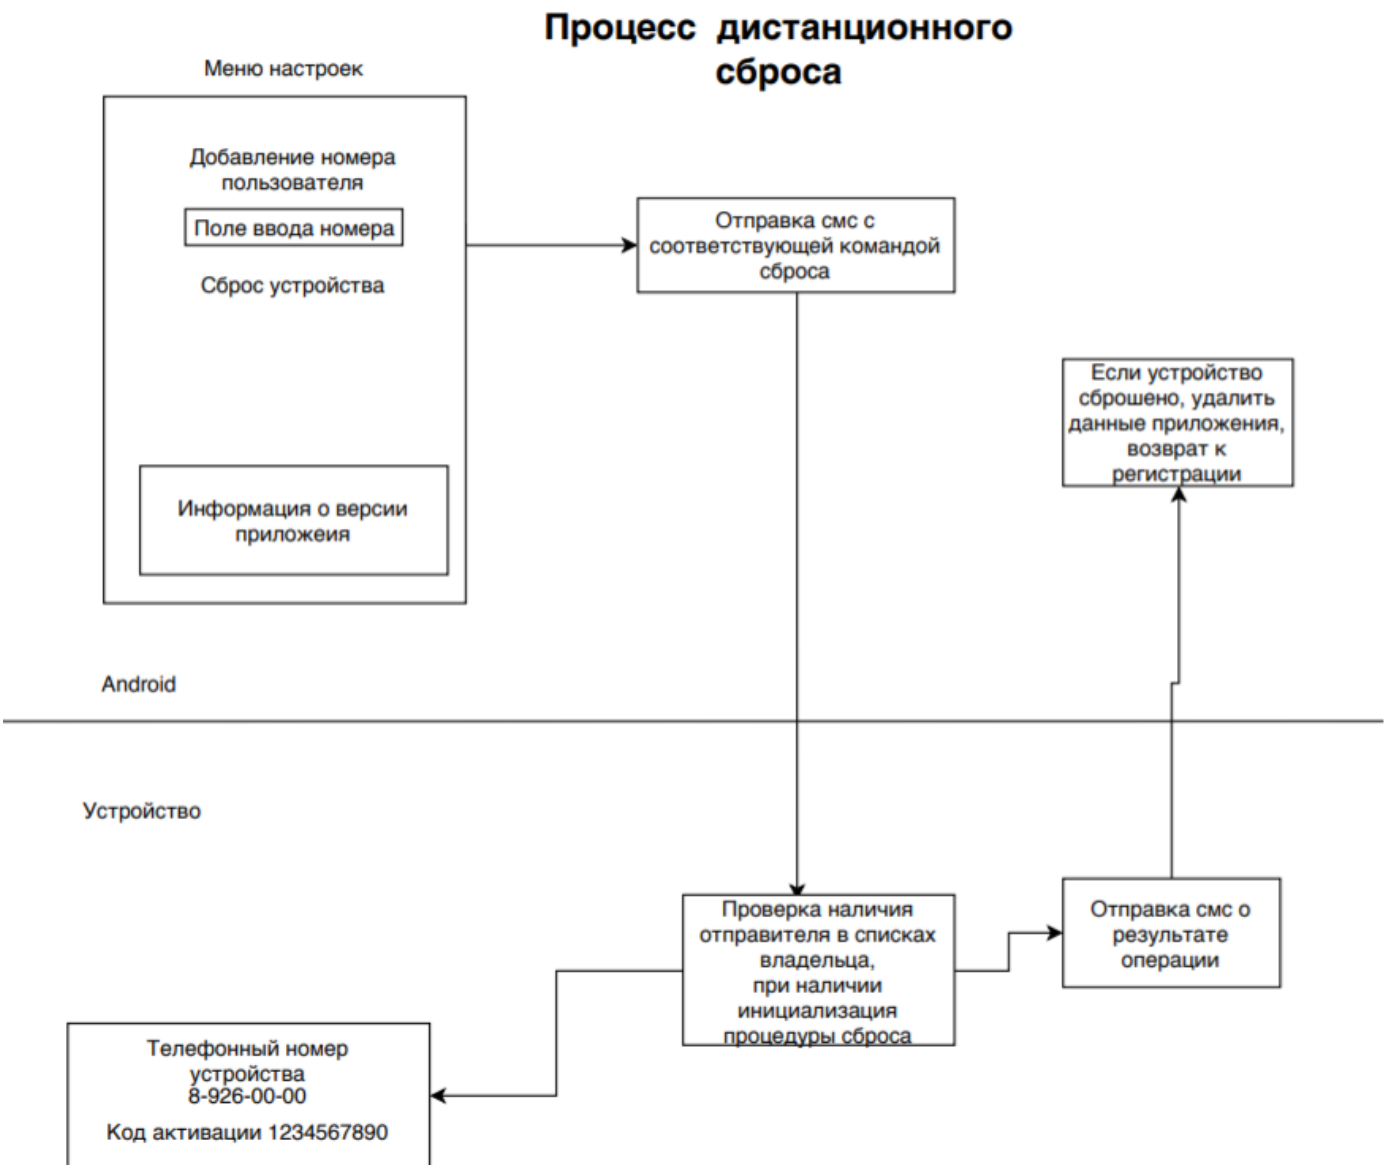 Процесс дистанционного
сброса
Меню настроек
Добавление номера
пользователя
Поле ввода номера
Сброс устройства
Информация о версии
приложеия
Отправка смс с
соответствующей командой
сброса
Если устройство
сброшено, удалить
данные приложения,
возврат к
регистрации
Android
Устройство
Проверка наличия
отправителя в списках
владельца,
при наличии
инициализация
процедуры сброса
Отправка смс о
результате
операции
Телефонный номер
устройства
8-926-00-00
Код активации 1234567890